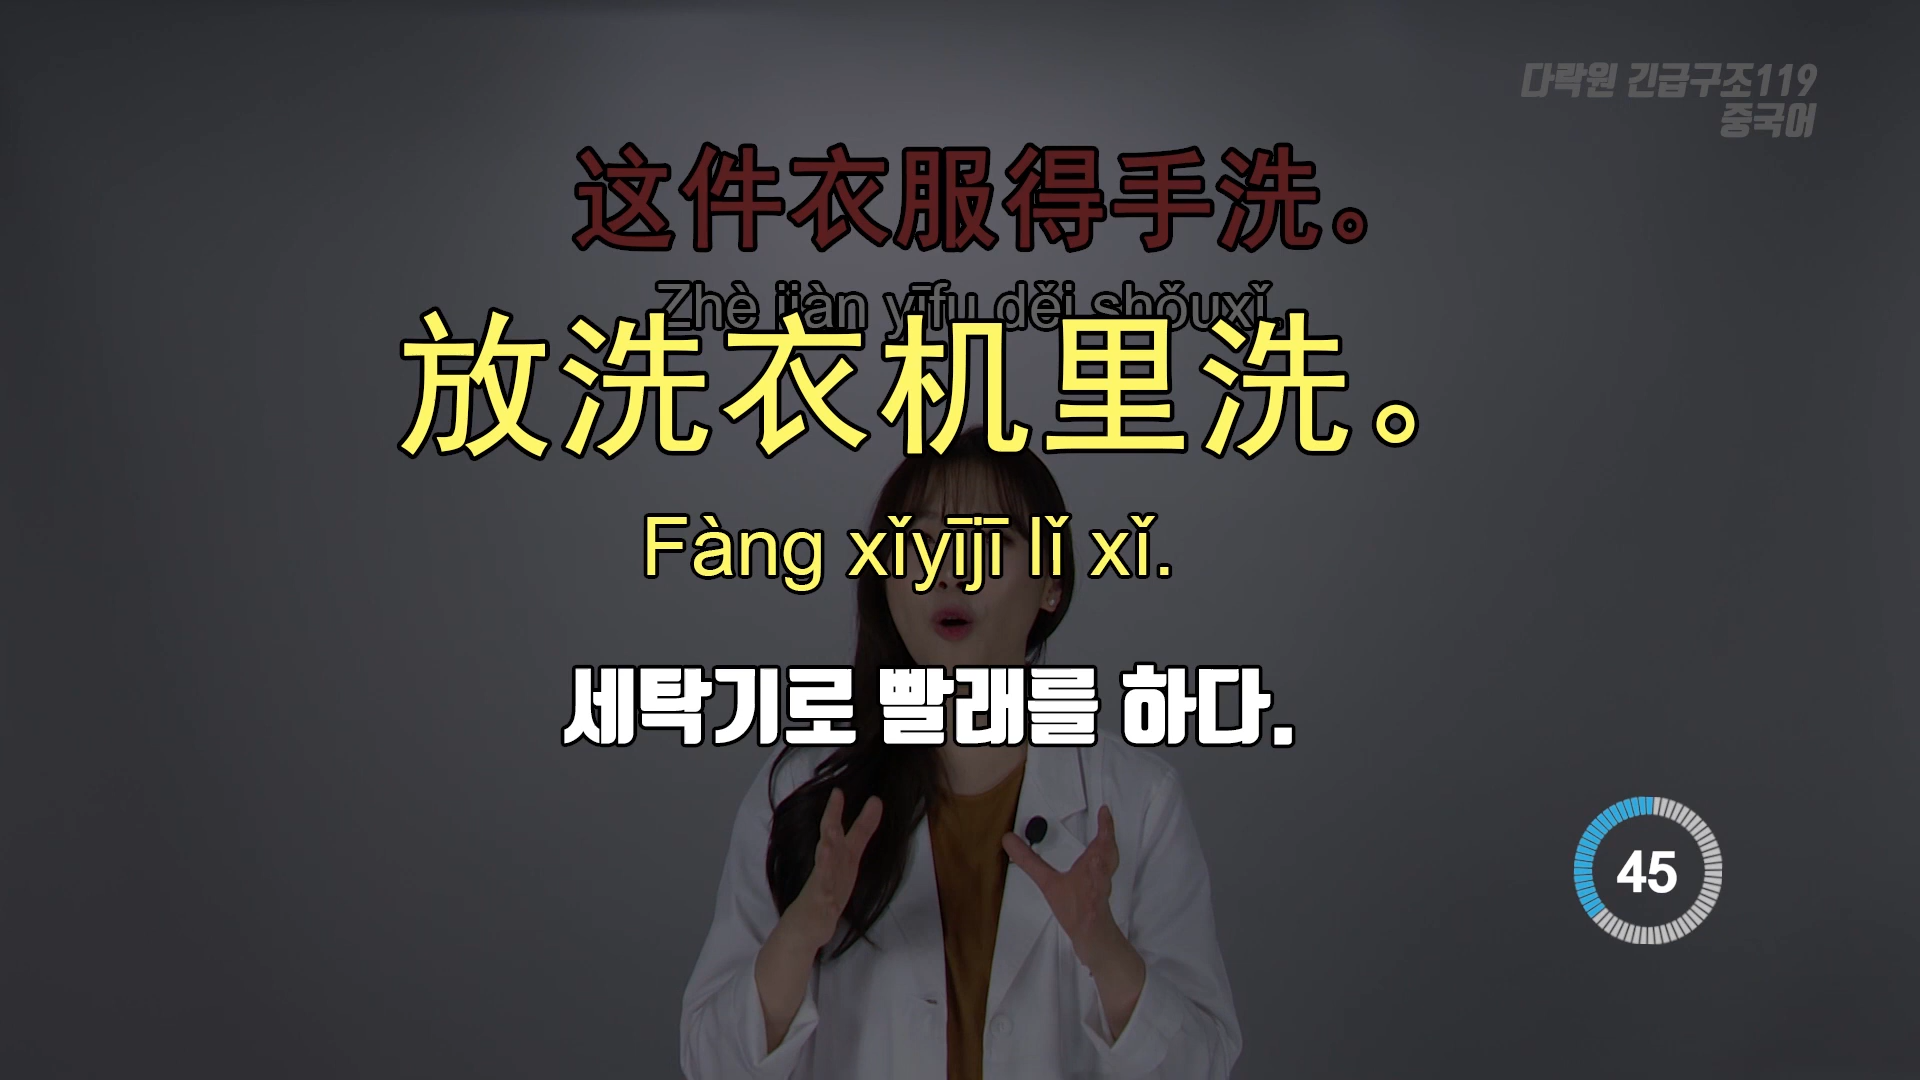 다락원 긴급구조119
중국어
这件衣服得手洗。
Zhè jiàn yīfu děi shǒuxǐ.
放洗衣机里洗。
Fàng xǐyījī lǐ xǐ.
세탁기로 빨래를 하다.
45